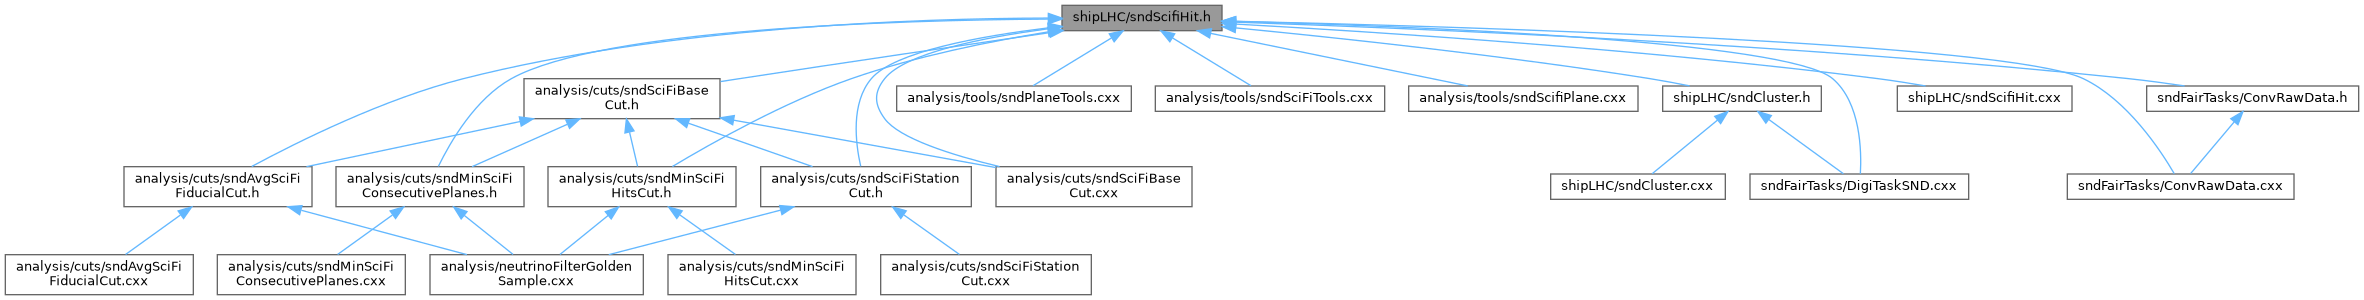 shipLHC/sndScifiHit.h
analysis/cuts/sndSciFiBase
Cut.h
analysis/tools/sndPlaneTools.cxx
analysis/tools/sndSciFiTools.cxx
analysis/tools/sndScifiPlane.cxx
shipLHC/sndCluster.h
shipLHC/sndScifiHit.cxx
sndFairTasks/ConvRawData.h
analysis/cuts/sndAvgSciFi
FiducialCut.h
analysis/cuts/sndMinSciFi
ConsecutivePlanes.h
analysis/cuts/sndMinSciFi
HitsCut.h
analysis/cuts/sndSciFiStation
Cut.h
analysis/cuts/sndSciFiBase
Cut.cxx
shipLHC/sndCluster.cxx
sndFairTasks/DigiTaskSND.cxx
sndFairTasks/ConvRawData.cxx
analysis/cuts/sndAvgSciFi
FiducialCut.cxx
analysis/cuts/sndMinSciFi
ConsecutivePlanes.cxx
analysis/neutrinoFilterGolden
Sample.cxx
analysis/cuts/sndMinSciFi
HitsCut.cxx
analysis/cuts/sndSciFiStation
Cut.cxx